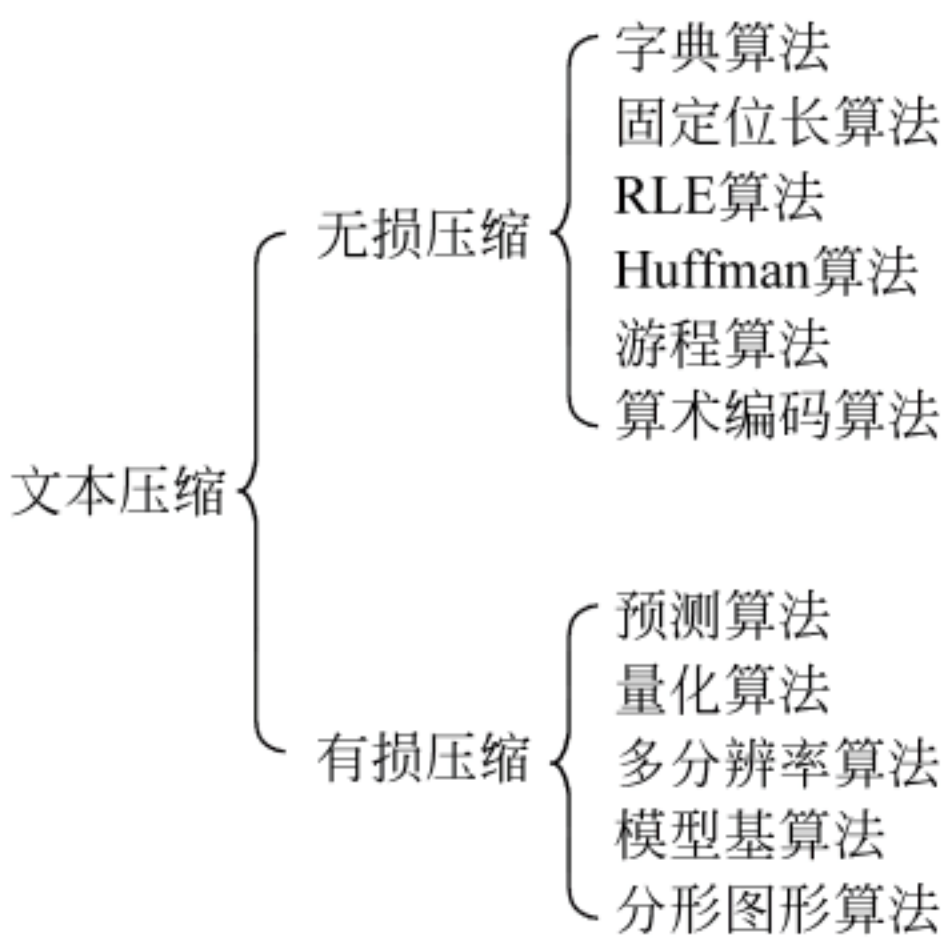 文本压缩
无损压缩
字典算法
固定位长算法
RLE算法
Huffman算法
游程算法
算术编码算法
有损压缩
预测算法
量化算法
多分辨率算法
模型基算法
分形图形算法